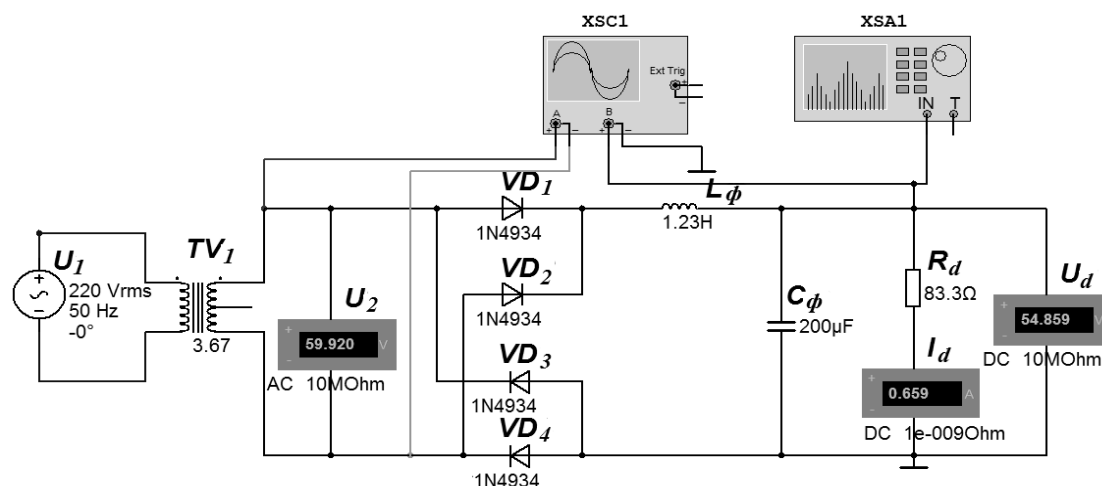 XSC1
XSA1
Ext Trig
+
−
A
B
+
−
+
−
IN
T
VD1
1N4934
Lф
1.23H
VD2
1N4934
VD3
1N4934
VD4
1N4934
U1
220 Vrms
50 Hz
-0°
TV1
3.67
U2
+
-
59.920
V
AC 10MOhm
Cф
200µF
Rd
83.3Ω
Id
+
-
0.659
A
DC 1e-009Ohm
Ud
+
-
54.859
V
DC 10MOhm